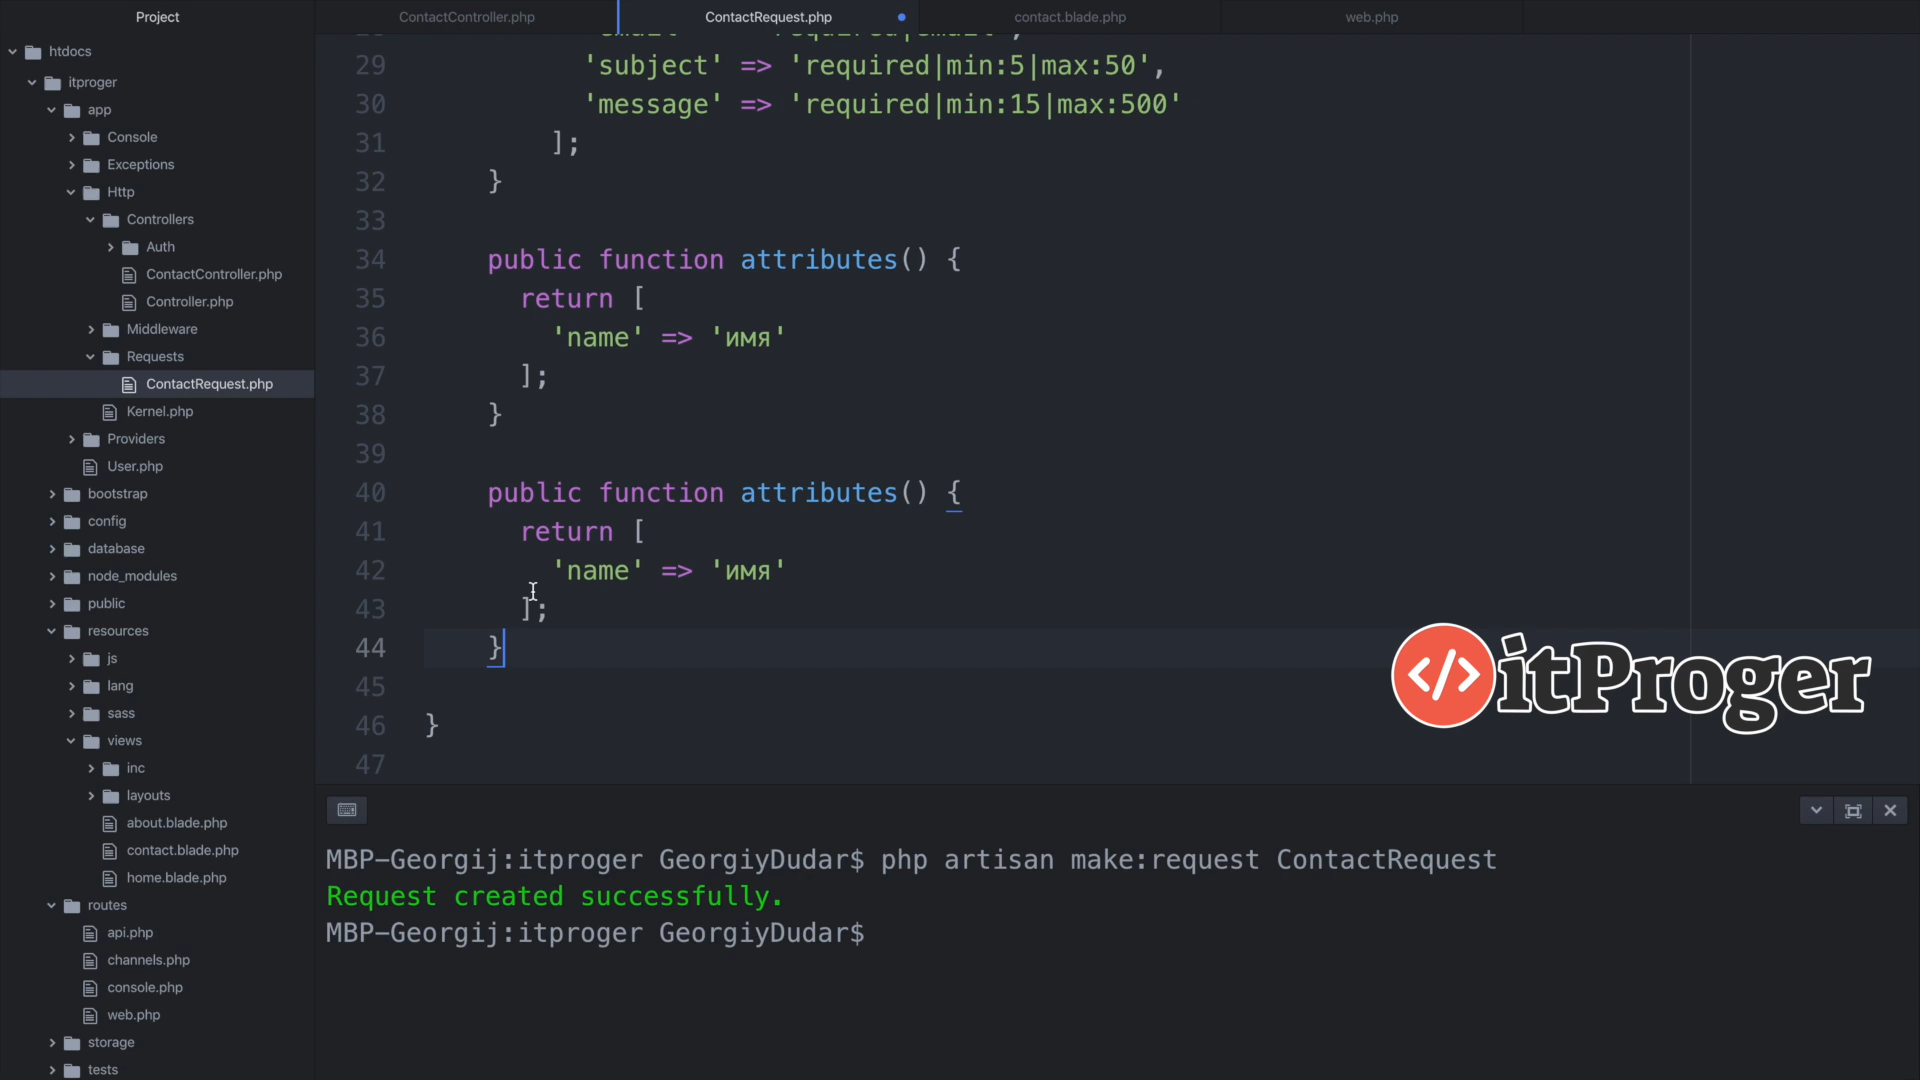 Project
ContactController.php
ContactRequest.php
contact.blade.php
web.php
htdocs
itproger
app
Console
Exceptions
Http
Controllers
Auth
ContactController.php
Controller.php
Middleware
Requests
ContactRequest.php
Kernel.php
Providers
User.php
bootstrap
config
database
node_modules
public
resources
js
lang
sass
views
inc
layouts
about.blade.php
contact.blade.php
home.blade.php
routes
api.php
channels.php
console.php
web.php
storage
tests
29 'subject' => 'required|min:5|max:50',
30 'message' => 'required|min:15|max:500'
31 ];
32 }
33
34 public function attributes() {
35 return [
36 'name' => 'имя'
37 ];
38 }
39
40 public function attributes() {
41 return [
42 'name' => 'имя'
43 ];
44 }
45
46 }
47
</> itProger
MBP-Georgij:itproger GeorgiyDudar$ php artisan make:request ContactRequest
Request created successfully.
MBP-Georgij:itproger GeorgiyDudar$